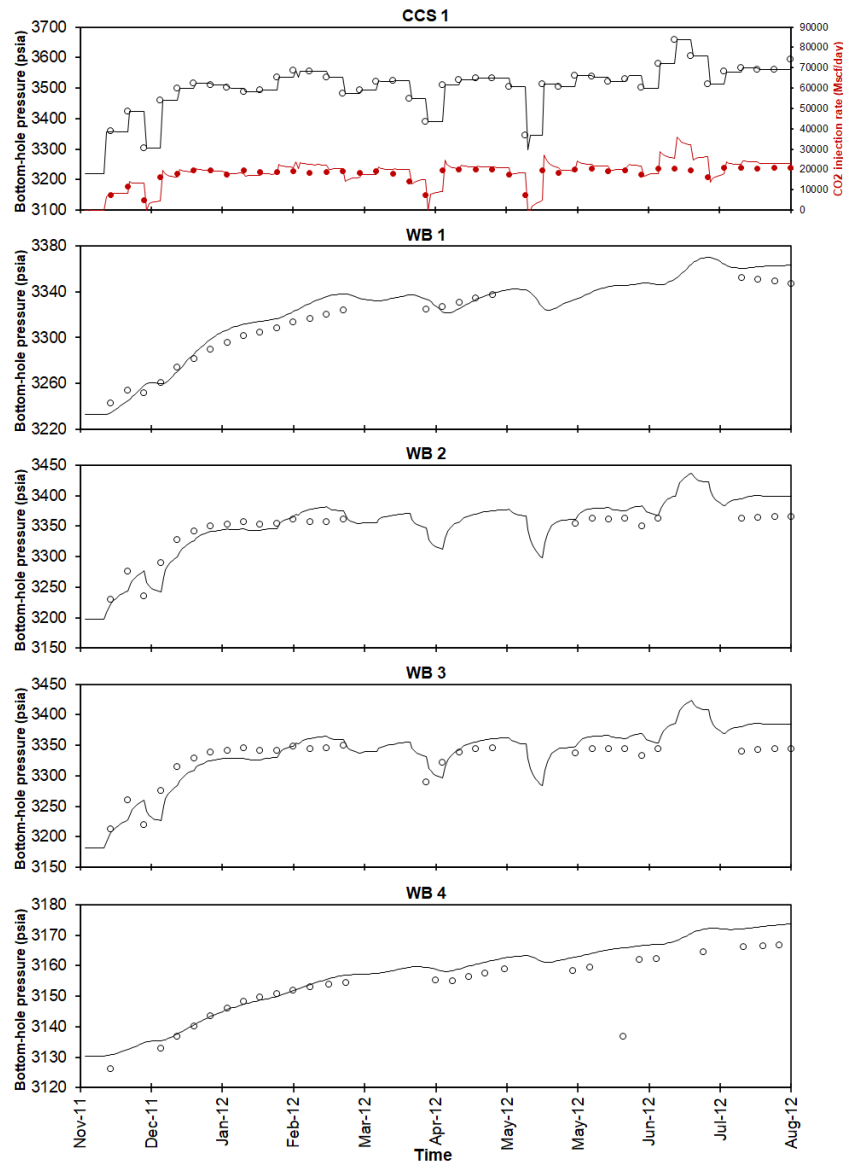 CCS 1
Bottom-hole pressure (psia)
3700
3600
3500
3400
3300
3200
3100
90000
80000
70000
60000
50000
40000
30000
20000
10000
0
CO2 injection rate (Mscf/day)
WB 1
Bottom-hole pressure (psia)
3380
3340
3300
3260
3220
WB 2
Bottom-hole pressure (psia)
3450
3400
3350
3300
3250
3200
3150
WB 3
Bottom-hole pressure (psia)
3450
3400
3350
3300
3250
3200
3150
WB 4
Bottom-hole pressure (psia)
3180
3170
3160
3150
3140
3130
3120
Nov-11
Dec-11
Jan-12
Feb-12
Mar-12
Apr-12
May-12
May-12
Jun-12
Jul-12
Aug-12
Time